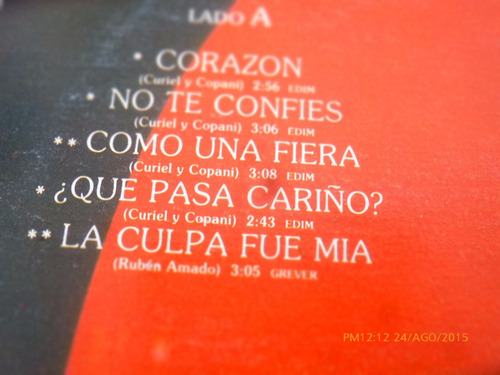 LADO A
* CORAZON
(Curiel y Copani) 2:56 EDIM
* NO TE CONFIES
(Curiel y Copani) 3:06 EDIM
** COMO UNA FIERA
(Curiel y Copani) 3:08 EDIM
* ¿QUE PASA CARIÑO?
(Curiel y Copani) 2:43 EDIM
** LA CULPA FUE MIA
(Rubén Amado) 3:05 GREVER
PM12:12 24/AGO/2015